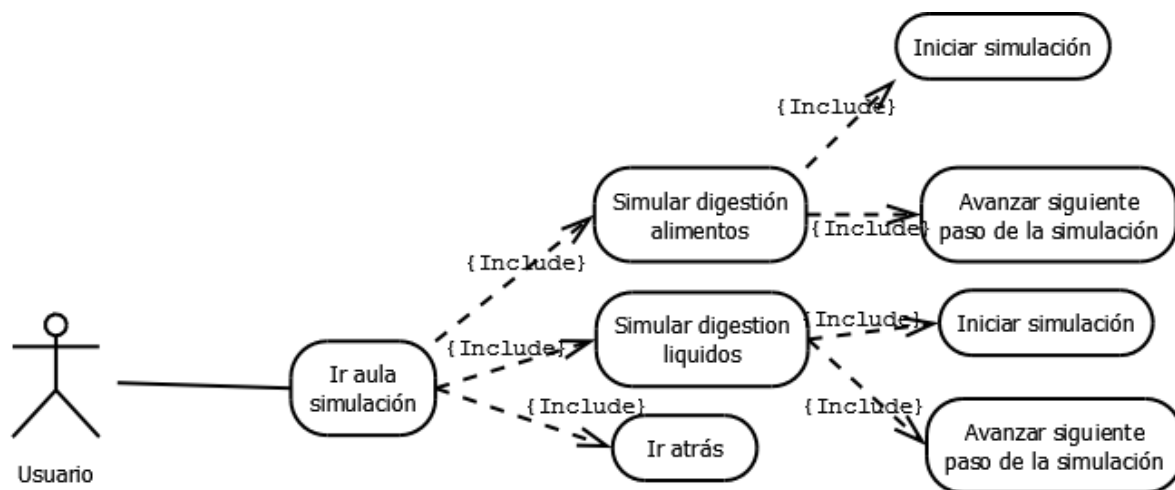 Iniciar simulación
{Include}
Simular digestión
alimentos
Avanzar siguiente
paso de la simulación
{Include}
{Include}
Simular digestion
liquidos
Iniciar simulación
{Include}
{Include}
Ir aula
simulación
{Include}
{Include}
Ir atrás
Avanzar siguiente
paso de la simulación
Usuario